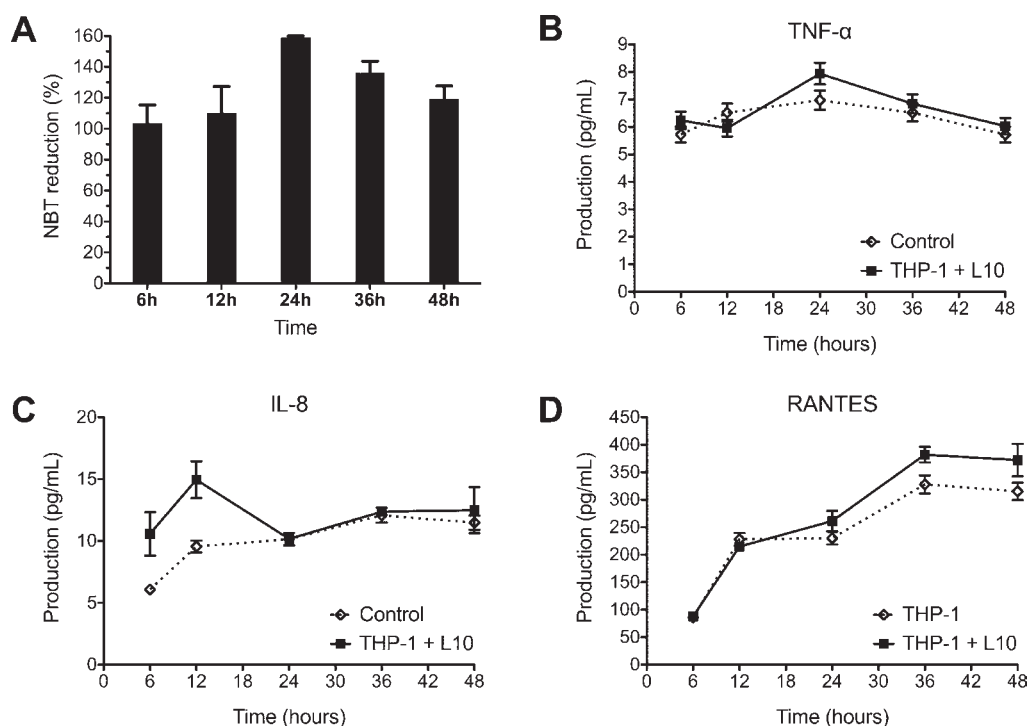 A
NBT reduction (%)
160
140
120
100
80
60
40
20
0
6h 12h 24h 36h 48h
Time
B
TNF-α
Production (pg/mL)
9
8
7
6
5
4
3
2
1
0
Control
THP-1 + L10
0 6 12 18 24 30 36 42 48
Time (hours)
C
IL-8
Production (pg/mL)
20
15
10
5
0
Control
THP-1 + L10
0 6 12 18 24 30 36 42 48
Time (hours)
D
RANTES
Production (pg/mL)
450
400
350
300
250
200
150
100
50
0
THP-1
THP-1 + L10
0 6 12 18 24 30 36 42 48
Time (hours)